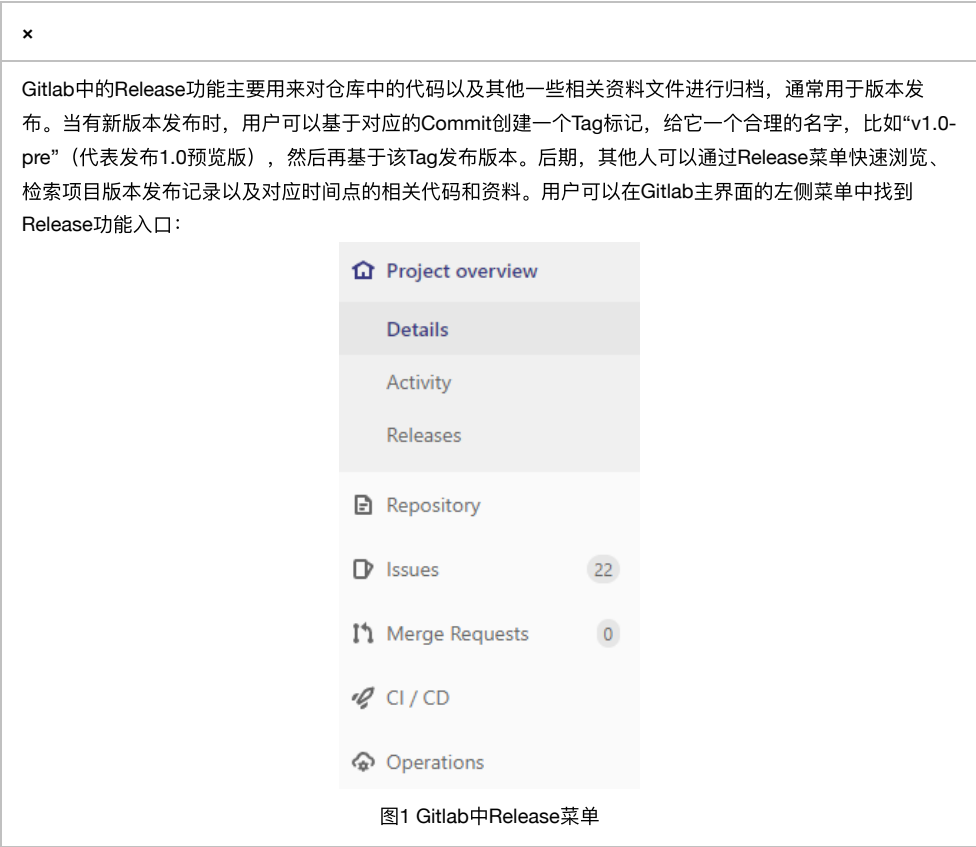 ×
Gitlab中的Release功能主要用来对仓库中的代码以及其他一些相关资料文件进行归档，通常用于版本发
布。当有新版本发布时，用户可以基于对应的Commit创建一个Tag标记，给它一个合理的名字，比如“v1.0-
pre”（代表发布1.0预览版），然后再基于该Tag发布版本。后期，其他人可以通过Release菜单快速浏览、
检索项目版本发布记录以及对应时间点的相关代码和资料。用户可以在Gitlab主界面的左侧菜单中找到
Release功能入口：
Project overview
Details
Activity
Releases
Repository
Issues 22
Merge Requests 0
CI / CD
Operations
图1 Gitlab中Release菜单